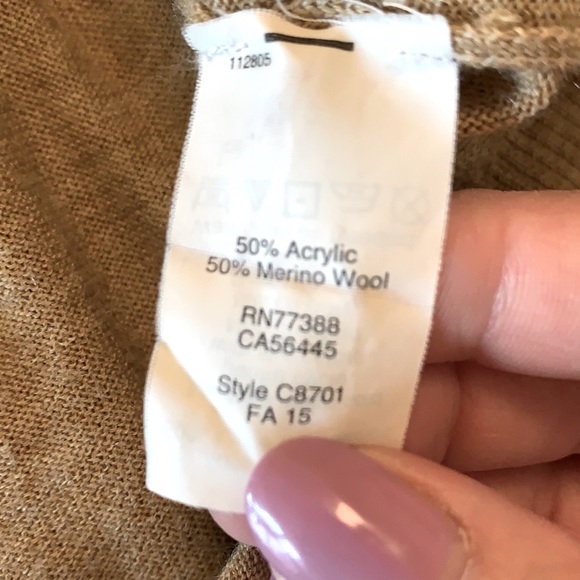 112805
50% Acrylic
50% Merino Wool
RN77388
CA56445
Style C8701
FA 15